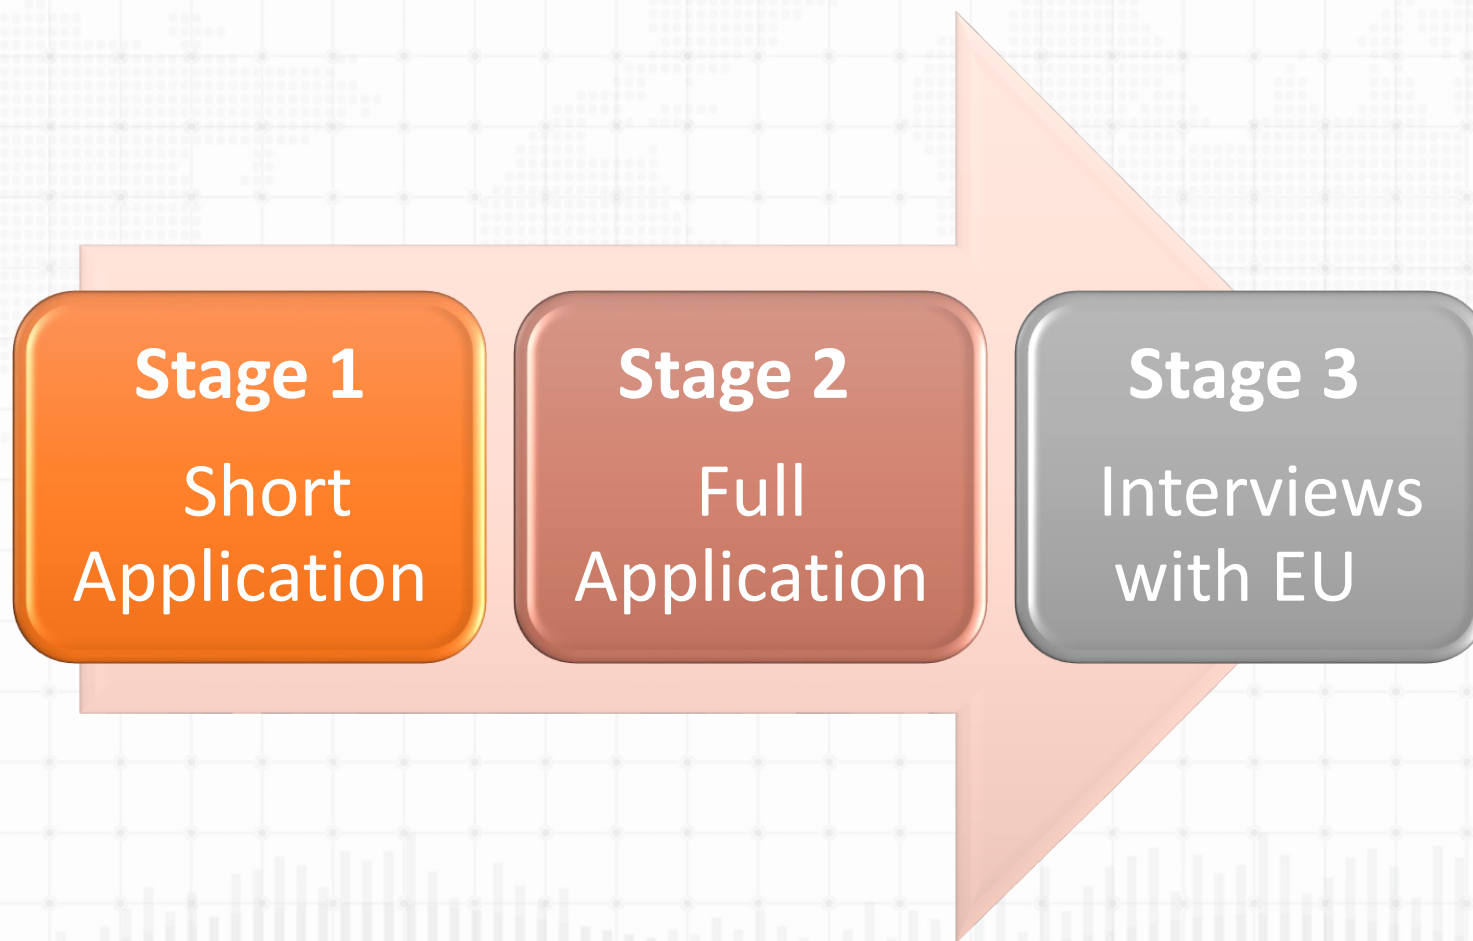 Stage 1
Short
Application
Stage 2
Full
Application
Stage 3
Interviews
with EU